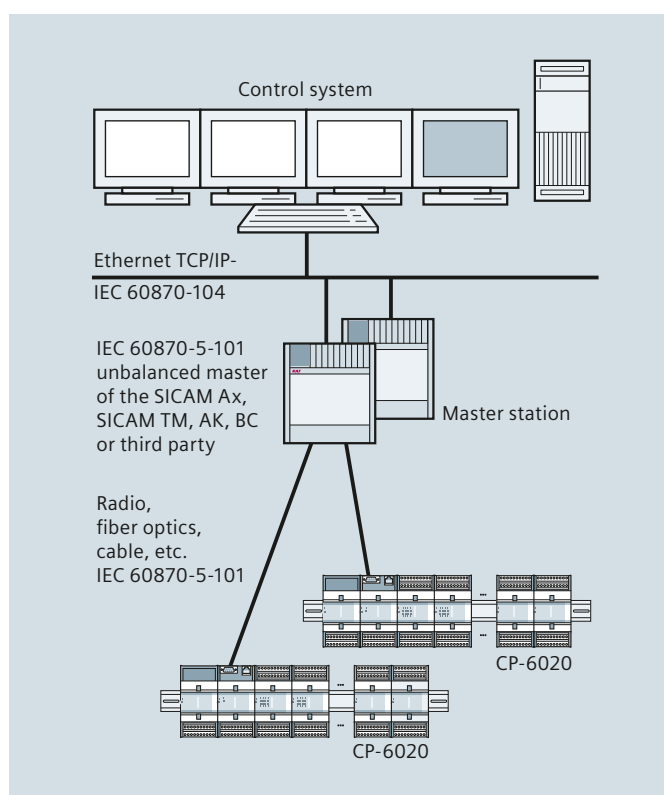 Control system
Ethernet TCP/IP-
IEC 60870-104
IEC 60870-5-101
unbalanced master
of the SICAM Ax,
SICAM TM, AK, BC
or third party
Master station
Radio,
fiber optics,
cable, etc.
IEC 60870-5-101
CP-6020
CP-6020